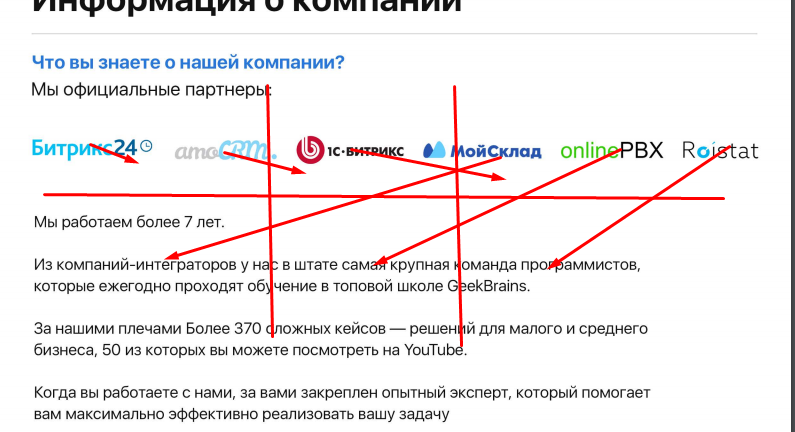 Информация о компании
Что вы знаете о нашей компании?
Мы официальные партнеры:
Битрикс24 amoCRM. 1С-БИТРИКС МойСклад onlinePBX Roistat
Мы работаем более 7 лет.
Из компаний-интеграторов у нас в штате самая крупная команда программистов,
которые ежегодно проходят обучение в топовой школе GeekBrains.
За нашими плечами Более 370 сложных кейсов — решений для малого и среднего
бизнеса, 50 из которых вы можете посмотреть на YouTube.
Когда вы работаете с нами, за вами закреплен опытный эксперт, который помогает
вам максимально эффективно реализовать вашу задачу